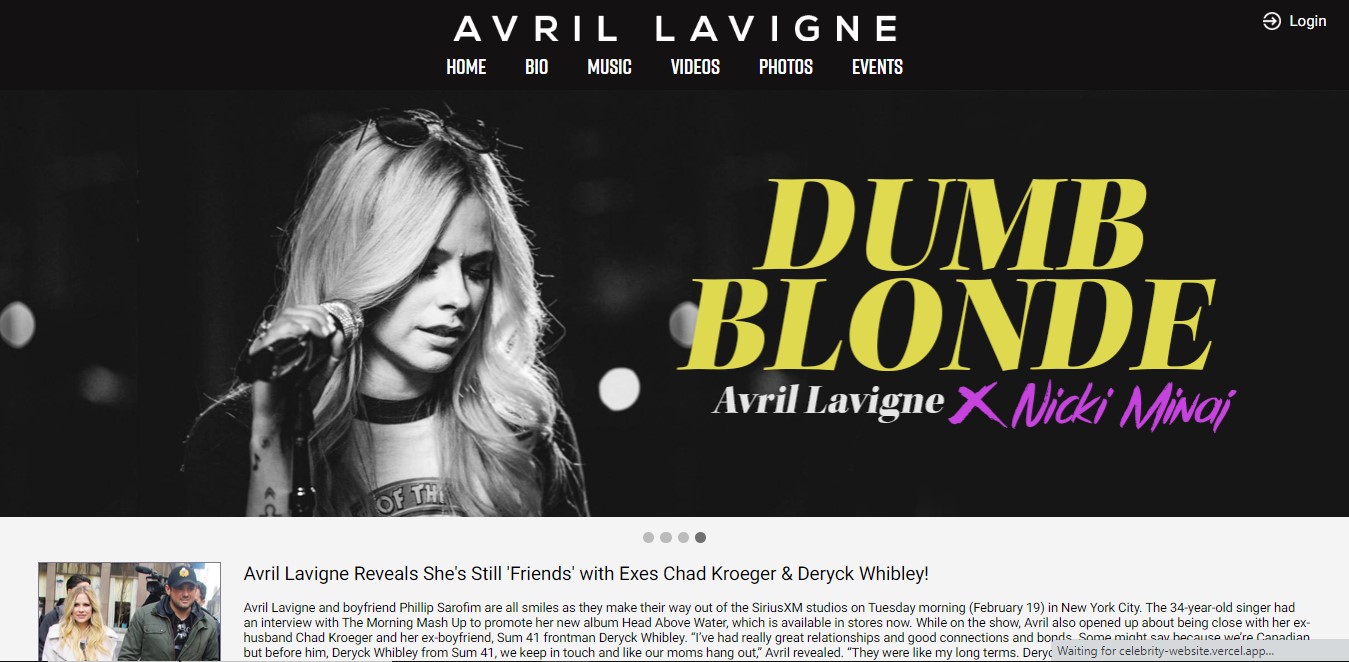 AVRIL LAVIGNE
Login
HOME BIO MUSIC VIDEOS PHOTOS EVENTS
DUMB
BLONDE
Avril Lavigne X Nicki Minaj
OF THE
Avril Lavigne Reveals She's Still 'Friends' with Exes Chad Kroeger & Deryck Whibley!
Avril Lavigne and boyfriend Phillip Sarofim are all smiles as they make their way out of the SiriusXM studios on Tuesday morning (February 19) in New York City. The 34-year-old singer had
an interview with The Morning Mash Up to promote her new album Head Above Water, which is available in stores now. While on the show, Avril also opened up about being close with her ex-
husband Chad Kroeger and her ex-boyfriend, Sum 41 frontman Deryck Whibley. “I’ve had really great relationships and good connections and bonds. Some might say because we’re Canadian
but before him, Deryck Whibley from Sum 41, we keep in touch and like our moms hang out,” Avril revealed. “They were like my long terms. Deryc
Waiting for celebrity-website.vercel.app...